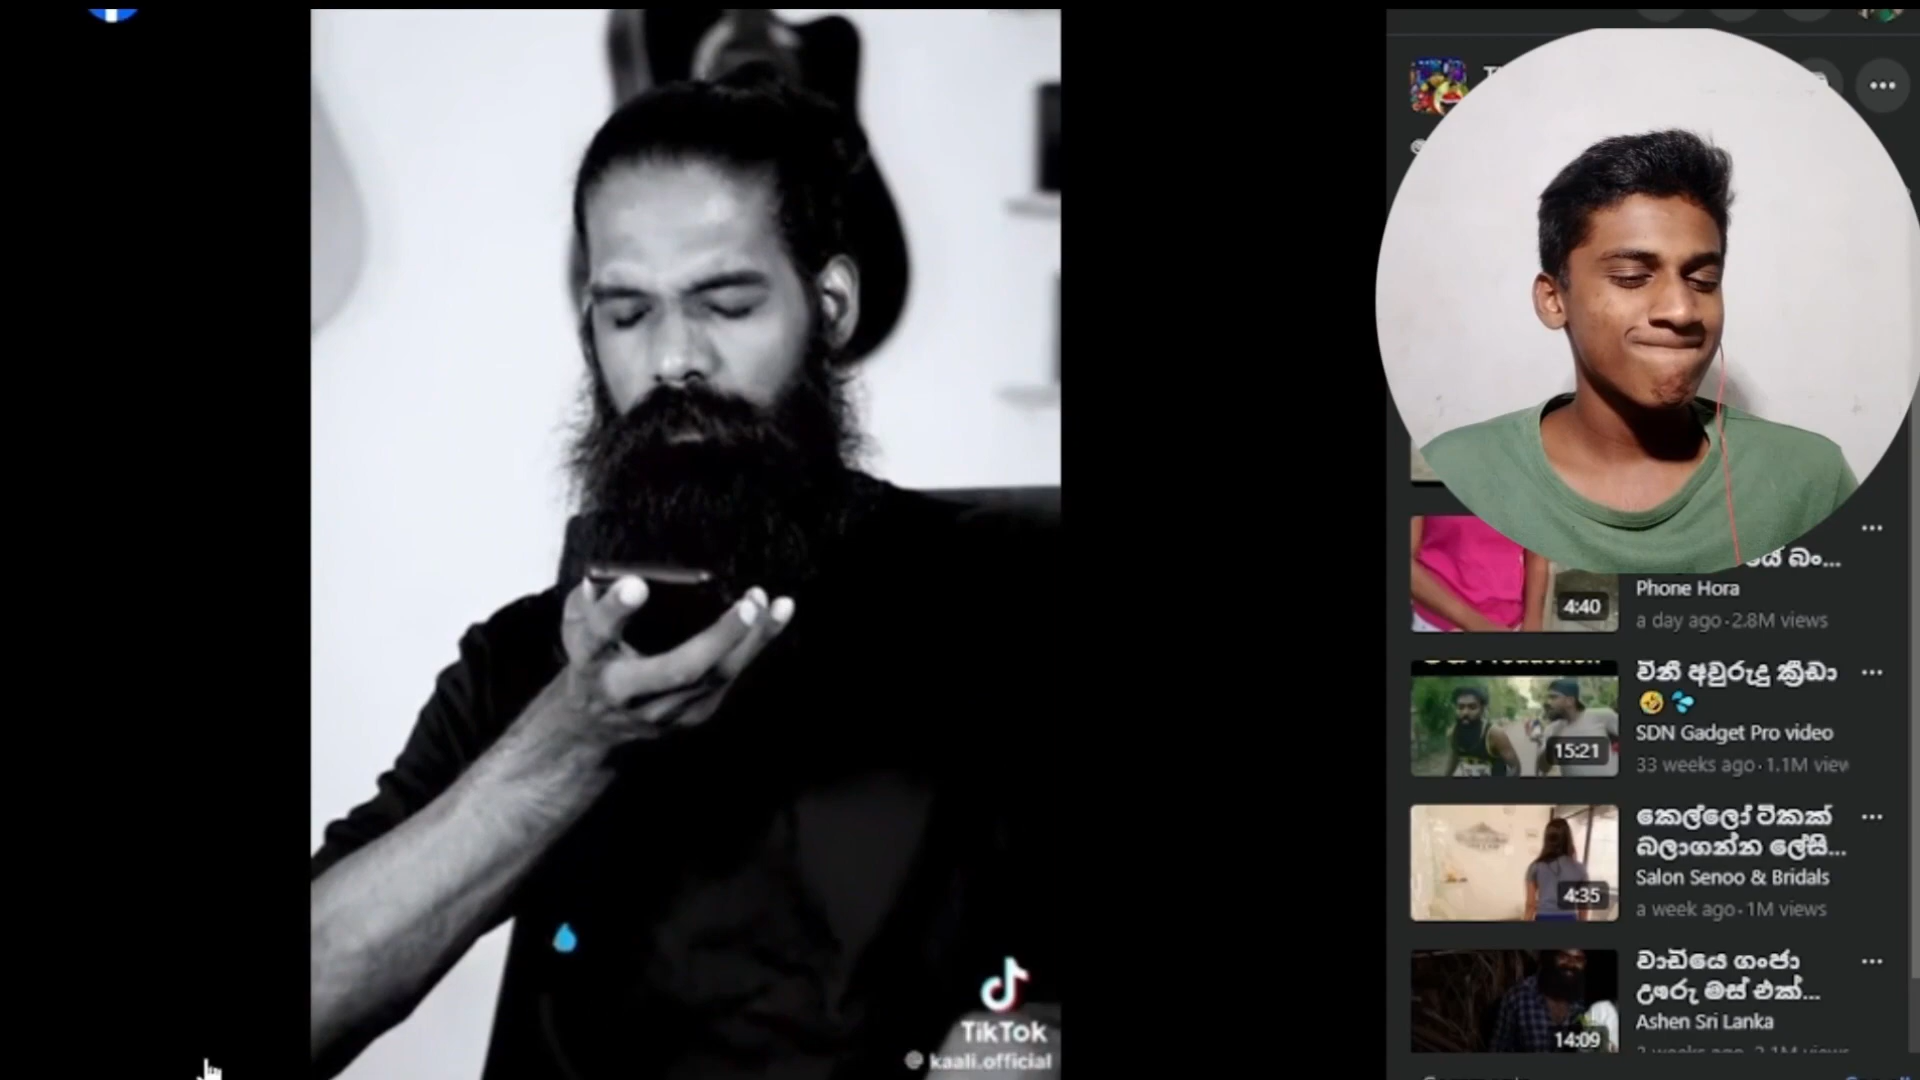 TikTok
kaali.official
4:40
Phone Hora
a day ago · 2.8M views
විනී අවුරුදු ක්‍රීඩා
🤣💦
SDN Gadget Pro video
15:21
33 weeks ago · 1.1M view
කෙල්ලෝ ටිකක්
බලාගන්න ලේසි...
Salon Senoo & Bridals
4:35
a week ago · 1M views
වාඩියෙ ගංජා
ඌරු මස් එක්...
Ashen Sri Lanka
14:09